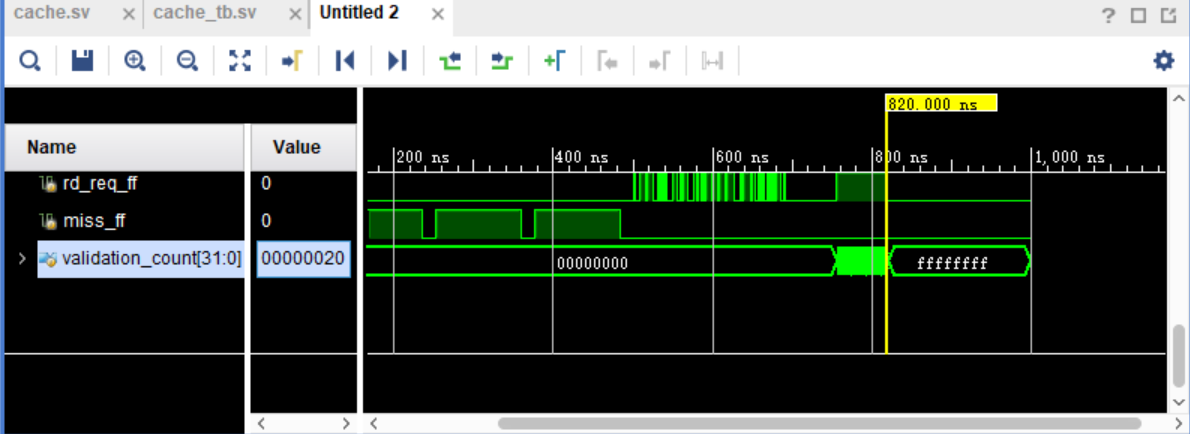 cache.sv × cache_tb.sv × Untitled 2 ×
?
820.000 ns
Name Value
200 ns 400 ns 600 ns 800 ns 1,000 ns
rd_req_ff 0
miss_ff 0
validation_count[31:0] 00000020 00000000 ffffffff